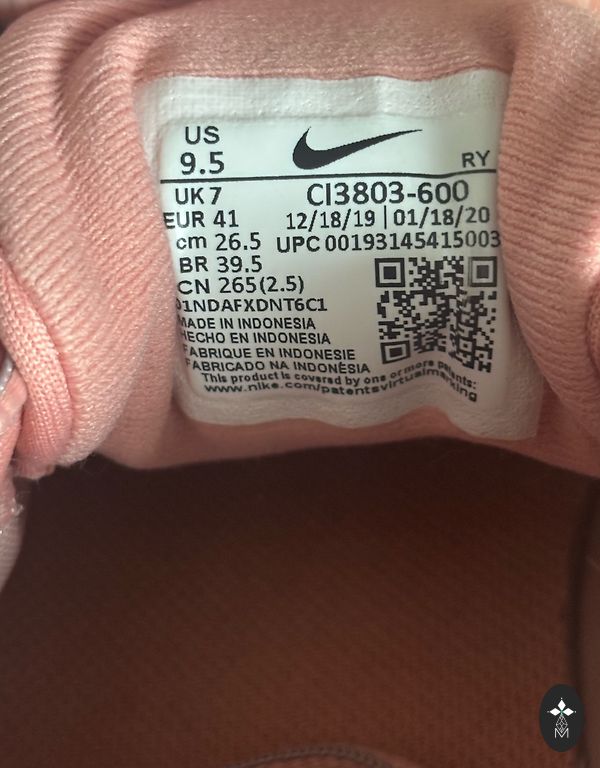 US
9.5
RY
UK 7
CI3803-600
EUR 41
12/18/19 | 01/18/20
cm 26.5
UPC 00193145415003
BR 39.5
CN 265(2.5)
1NDAFXDNT6C1
MADE IN INDONESIA
HECHO EN INDONESIA
FABRIQUE EN INDONESIE
FABRICADO NA INDONÉSIA
This product is covered by one or more patents:
www.nike.com/patentsvirtualmarking
M